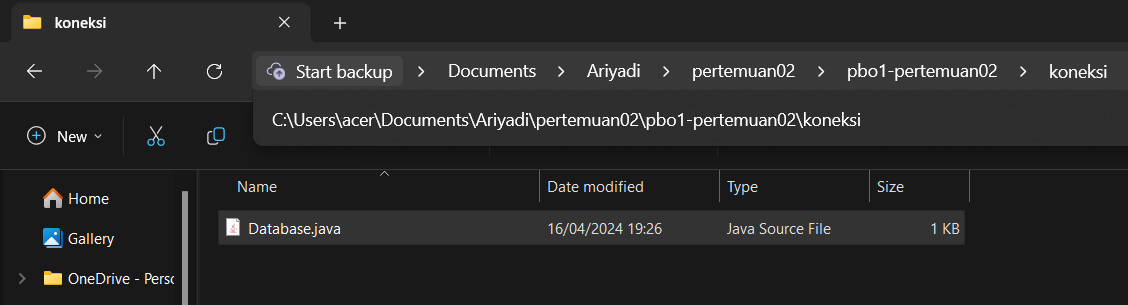 koneksi
Start backup > Documents > Ariyadi > pertemuan02 > pbo1-pertemuan02 > koneksi
C:\Users\acer\Documents\Ariyadi\pertemuan02\pbo1-pertemuan02\koneksi
New
Name Date modified Type Size
Home
Database.java 16/04/2024 19:26 Java Source File 1 KB
Gallery
OneDrive - Perso